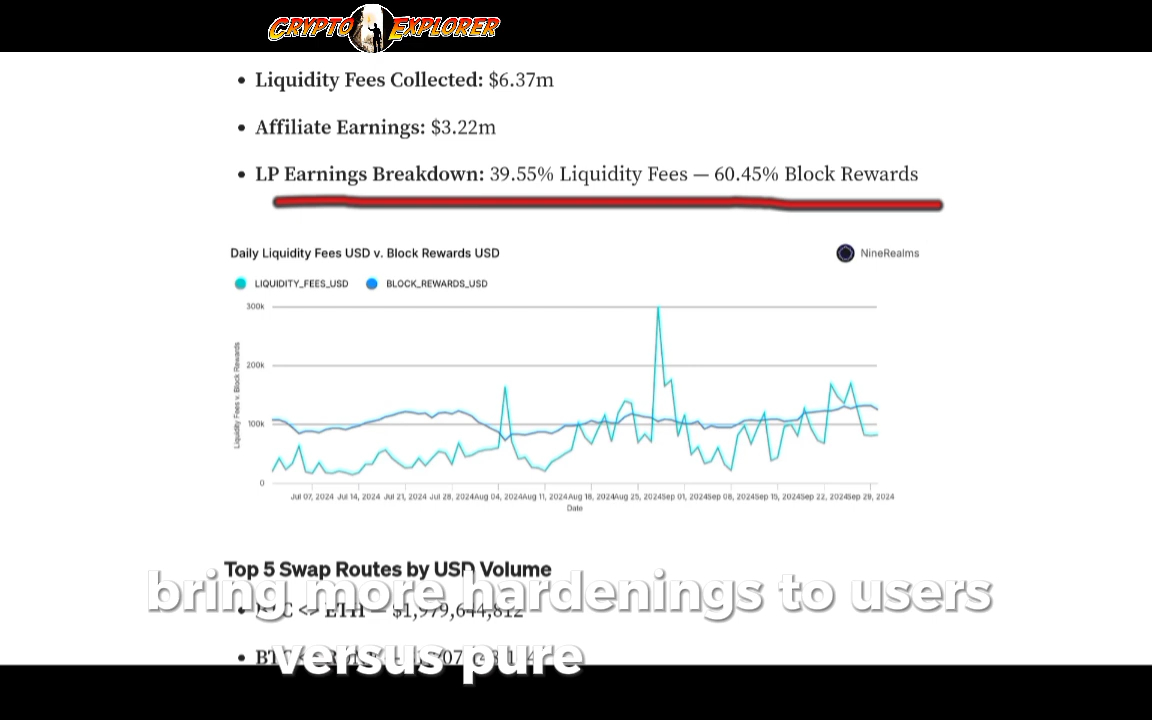 CRYPTO EXPLORER
• Liquidity Fees Collected: $6.37m
• Affiliate Earnings: $3.22m
• LP Earnings Breakdown: 39.55% Liquidity Fees — 60.45% Block Rewards
Daily Liquidity Fees USD v. Block Rewards USD
NineRealms
LIQUIDITY_FEES_USD BLOCK_REWARDS_USD
300k
200k
100k
0
Liquidity Fees v. Block Rewards
Jul 07, 2024 Jul 14, 2024 Jul 21, 2024 Jul 28, 2024 Aug 04, 2024 Aug 11, 2024 Aug 18, 2024 Aug 25, 2024 Sep 01, 2024 Sep 08, 2024 Sep 15, 2024 Sep 22, 2024 Sep 29, 2024
Date
Top 5 Swap Routes by USD Volume
bring more hardenings to users
versus pure